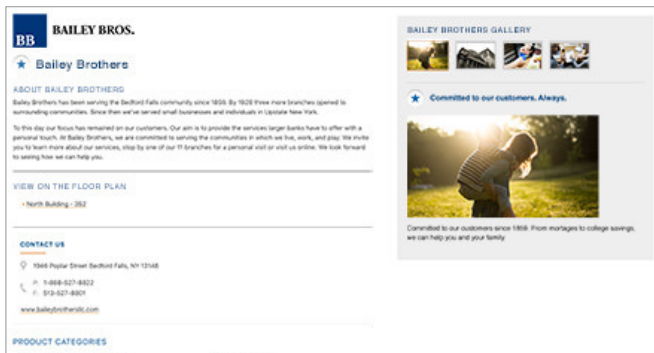 BB
BAILEY BROS.
Bailey Brothers
ABOUT BAILEY BROTHERS
Bailey Brothers has been serving the Bedford Falls community since 1858. By 1928 three more branches opened to
surrounding communities. Since then we've served small businesses and individuals in Upstate New York.
To this day our focus has remained on our customers. Our aim is to provide the services larger banks have to offer with a
personal touch. At Bailey Brothers, we are committed to serving the communities in which we live, work, and play. We invite
you to learn more about our services, stop by one of our 11 branches for a personal visit or visit us online. We look forward
to seeing how we can help you.
VIEW ON THE FLOOR PLAN
• North Building - 352
CONTACT US
Poplar Street Bedford Falls, NY
P: 1-868-527-8822
F: 513-527-8801
www.baileybrothersllc.com
PRODUCT CATEGORIES
BAILEY BROTHERS GALLERY
Committed to our customers. Always.
Committed to our customers since 1858. From mortages to college savings,
we can help you and your family.